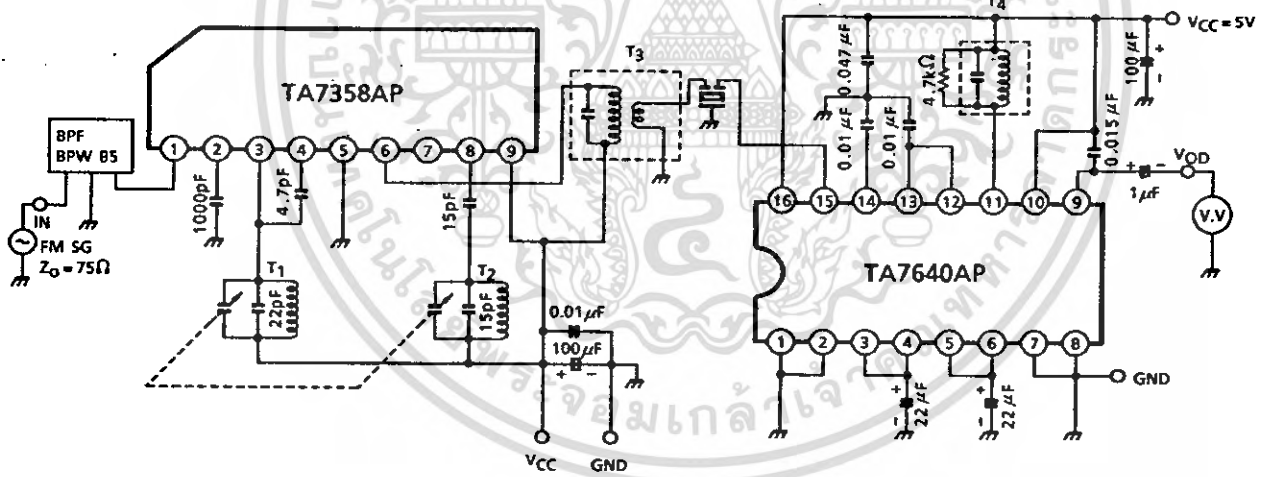 TA7358AP
BPF
BPW B5
IN
FM SG
Z₀ = 75Ω
1 2 3 4 5 6 7 8 9
1000pF
4.7pF
15pF
T1
22pF
T2
15pF
0.01μF
100μF
+ -
VCC GND
T3
T4
VCC = 5V
0.047μF
4.7kΩ
100μF
+
-
0.01μF
0.01μF
0.015μF
+ -
1μF
VOD
V.V
16 15 14 13 12 11 10 9
TA7640AP
1 2 3 4 5 6 7 8
GND
+
-
22μF
+
-
22μF